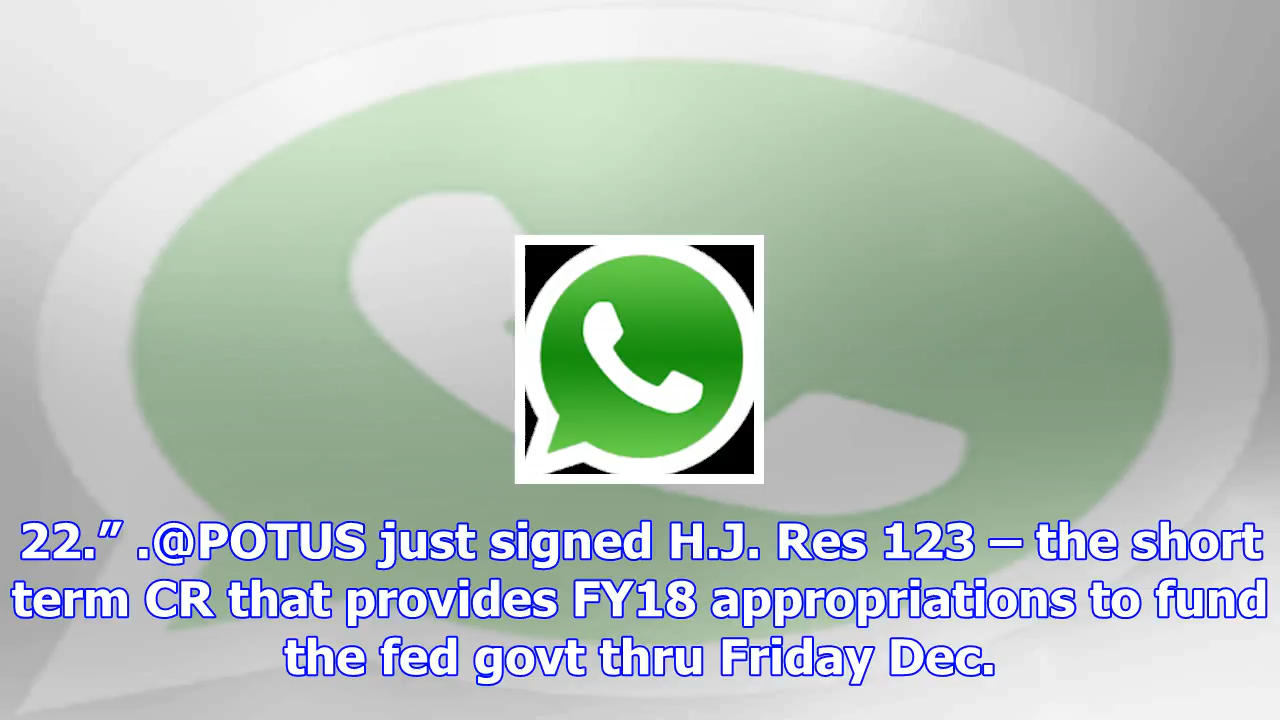 22.” .@POTUS just signed H.J. Res 123 – the short
term CR that provides FY18 appropriations to fund
the fed govt thru Friday Dec.